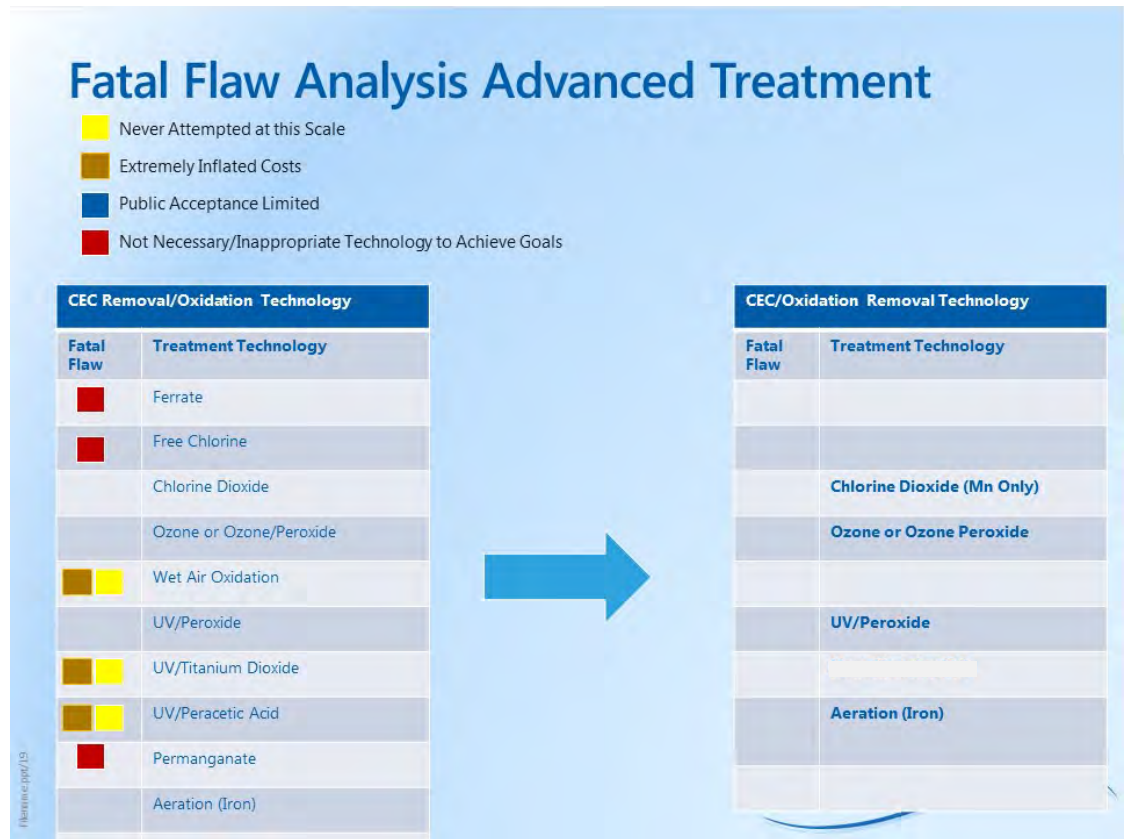 Fatal Flaw Analysis Advanced Treatment
Never Attempted at this Scale
Extremely Inflated Costs
Public Acceptance Limited
Not Necessary/Inappropriate Technology to Achieve Goals
CEC Removal/Oxidation Technology
Fatal Flaw
Treatment Technology
Ferrate
Free Chlorine
Chlorine Dioxide
Ozone or Ozone/Peroxide
Wet Air Oxidation
UV/Peroxide
UV/Titanium Dioxide
UV/Peracetic Acid
Permanganate
Aeration (Iron)
CEC/Oxidation Removal Technology
Fatal Flaw
Treatment Technology
Chlorine Dioxide (Mn Only)
Ozone or Ozone Peroxide
UV/Peroxide
Aeration (Iron)
Filename.ppt/19